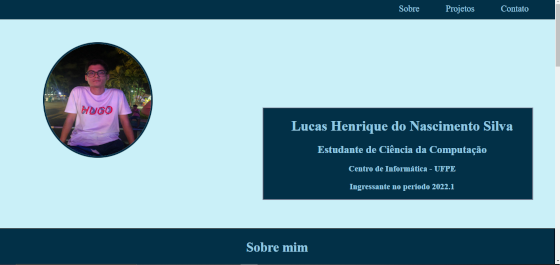 Sobre Projetos Contato
HUGO
Lucas Henrique do Nascimento Silva
Estudante de Ciência da Computação
Centro de Informática - UFPE
Ingressante no período 2022.1
Sobre mim